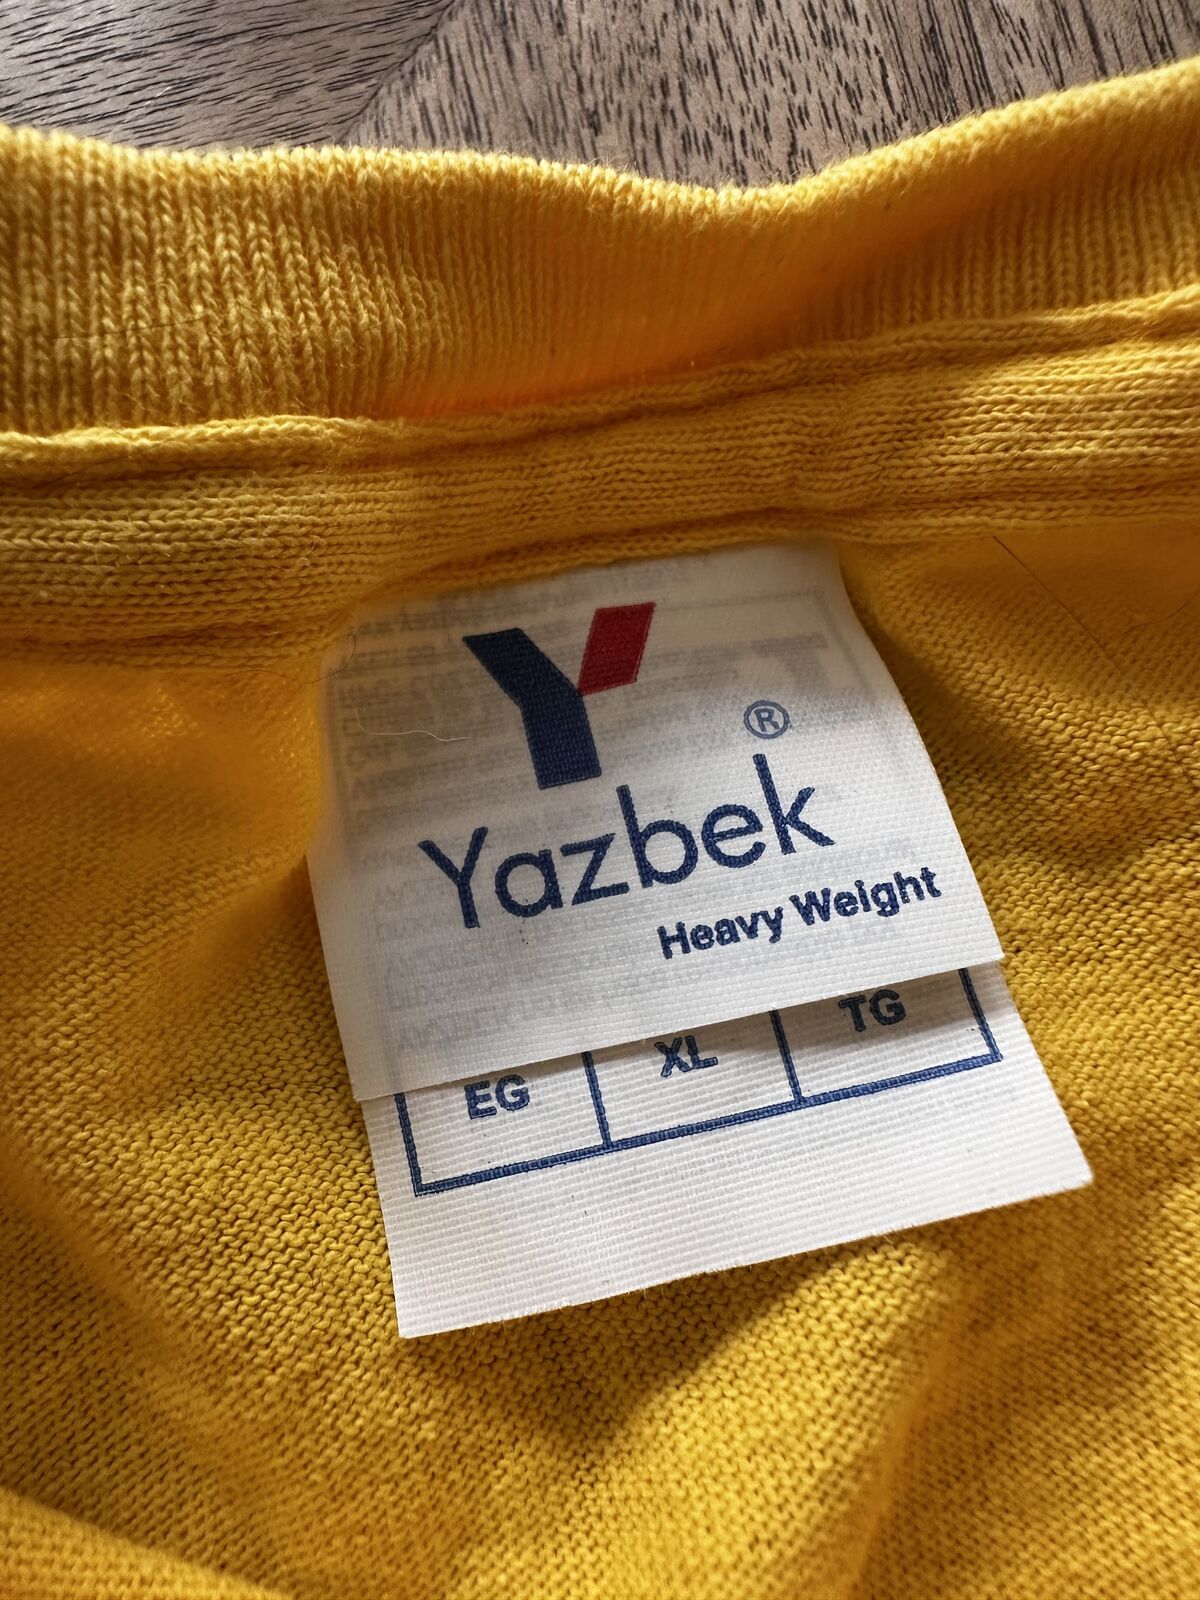 ®
Yazbek
Heavy Weight
EG XL TG